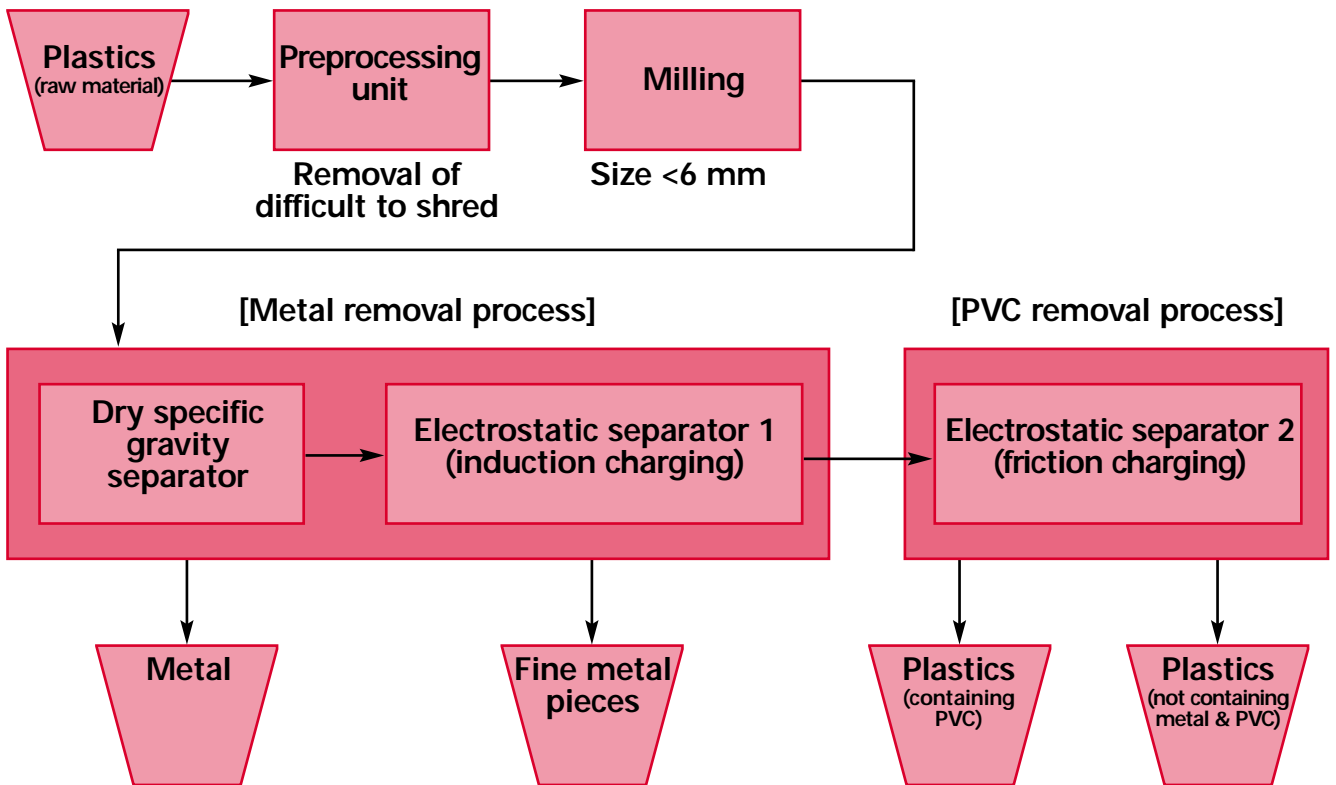 Plastics
(raw material)
Preprocessing
unit
Milling
Removal of
difficult to shred
Size <6 mm
[Metal removal process]
[PVC removal process]
Dry specific
gravity
separator
Electrostatic separator 1
(induction charging)
Electrostatic separator 2
(friction charging)
Metal
Fine metal
pieces
Plastics
(containing
PVC)
Plastics
(not containing
metal & PVC)